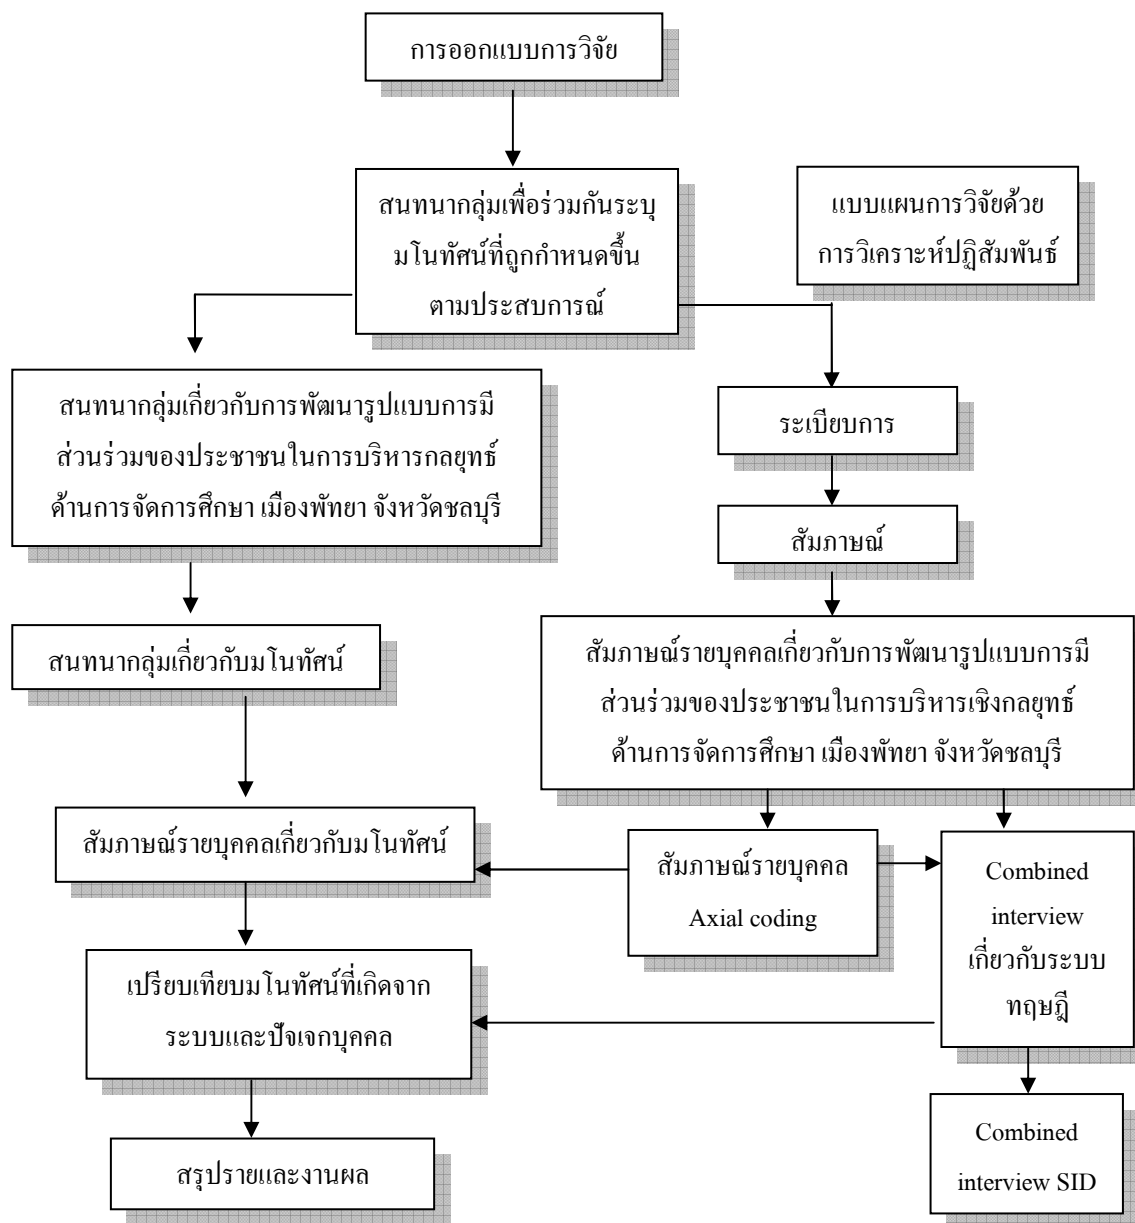 การออกแบบการวิจัย
สนทนากลุ่มเพื่อร่วมกันระบุ
มโนทัศน์ที่ถูกกำหนดขึ้น
ตามประสบการณ์
แบบแผนการวิจัยด้วย
การวิเคราะห์ปฏิสัมพันธ์
สนทนากลุ่มเกี่ยวกับการพัฒนารูปแบบการมี
ส่วนร่วมของประชาชนในการบริหารกลยุทธ์
ด้านการจัดการศึกษา เมืองพัทยา จังหวัดชลบุรี
ระเบียบการ
สัมภาษณ์
สนทนากลุ่มเกี่ยวกับมโนทัศน์
สัมภาษณ์รายบุคคลเกี่ยวกับการพัฒนารูปแบบการมี
ส่วนร่วมของประชาชนในการบริหารเชิงกลยุทธ์
ด้านการจัดการศึกษา เมืองพัทยา จังหวัดชลบุรี
สัมภาษณ์รายบุคคลเกี่ยวกับมโนทัศน์
สัมภาษณ์รายบุคคล
Axial coding
Combined
interview
เกี่ยวกับระบบ
ทฤษฎี
เปรียบเทียบมโนทัศน์ที่เกิดจาก
ระบบและปัจเจกบุคคล
สรุปรายและงานผล
Combined
interview SID